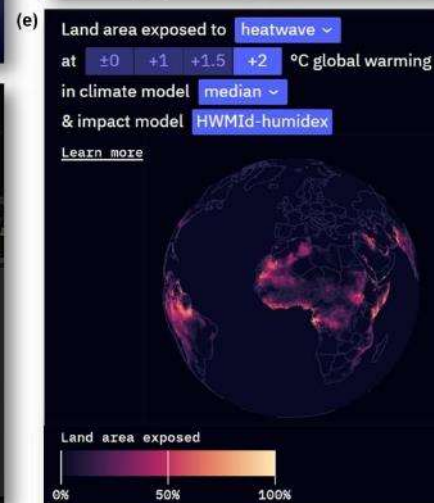 (e)
Land area exposed to heatwave
at ±0 +1 +1.5 +2 °C global warming
in climate model median
& impact model HWMId-humidex
Learn more
Land area exposed
0% 50% 100%